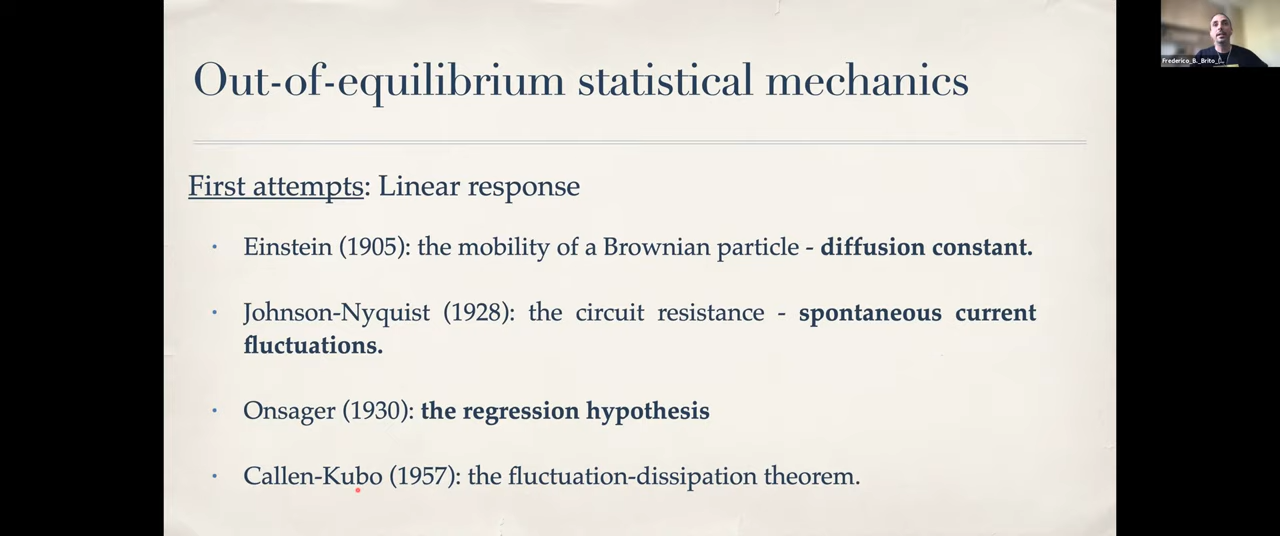 Out-of-equilibrium statistical mechanics
Frederico_B._Brito_(...
First attempts: Linear response
· Einstein (1905): the mobility of a Brownian particle - diffusion constant.
· Johnson-Nyquist (1928): the circuit resistance - spontaneous current
fluctuations.
· Onsager (1930): the regression hypothesis
· Callen-Kubo (1957): the fluctuation-dissipation theorem.